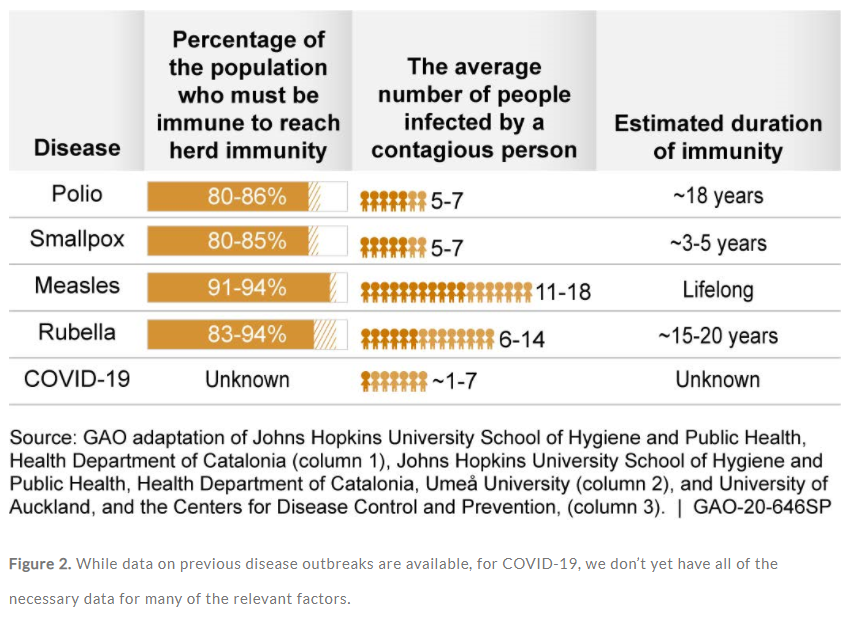 Disease
Percentage of
the population
who must be
immune to reach
herd immunity
The average
number of people
infected by a
contagious person
Estimated duration
of immunity
Polio 80-86% 5-7 ~18 years
Smallpox 80-85% 5-7 ~3-5 years
Measles 91-94% 11-18 Lifelong
Rubella 83-94% 6-14 ~15-20 years
COVID-19 Unknown ~1-7 Unknown
Source: GAO adaptation of Johns Hopkins University School of Hygiene and Public Health,
Health Department of Catalonia (column 1), Johns Hopkins University School of Hygiene and
Public Health, Health Department of Catalonia, Umeå University (column 2), and University of
Auckland, and the Centers for Disease Control and Prevention, (column 3). | GAO-20-646SP
Figure 2. While data on previous disease outbreaks are available, for COVID-19, we don’t yet have all of the
necessary data for many of the relevant factors.